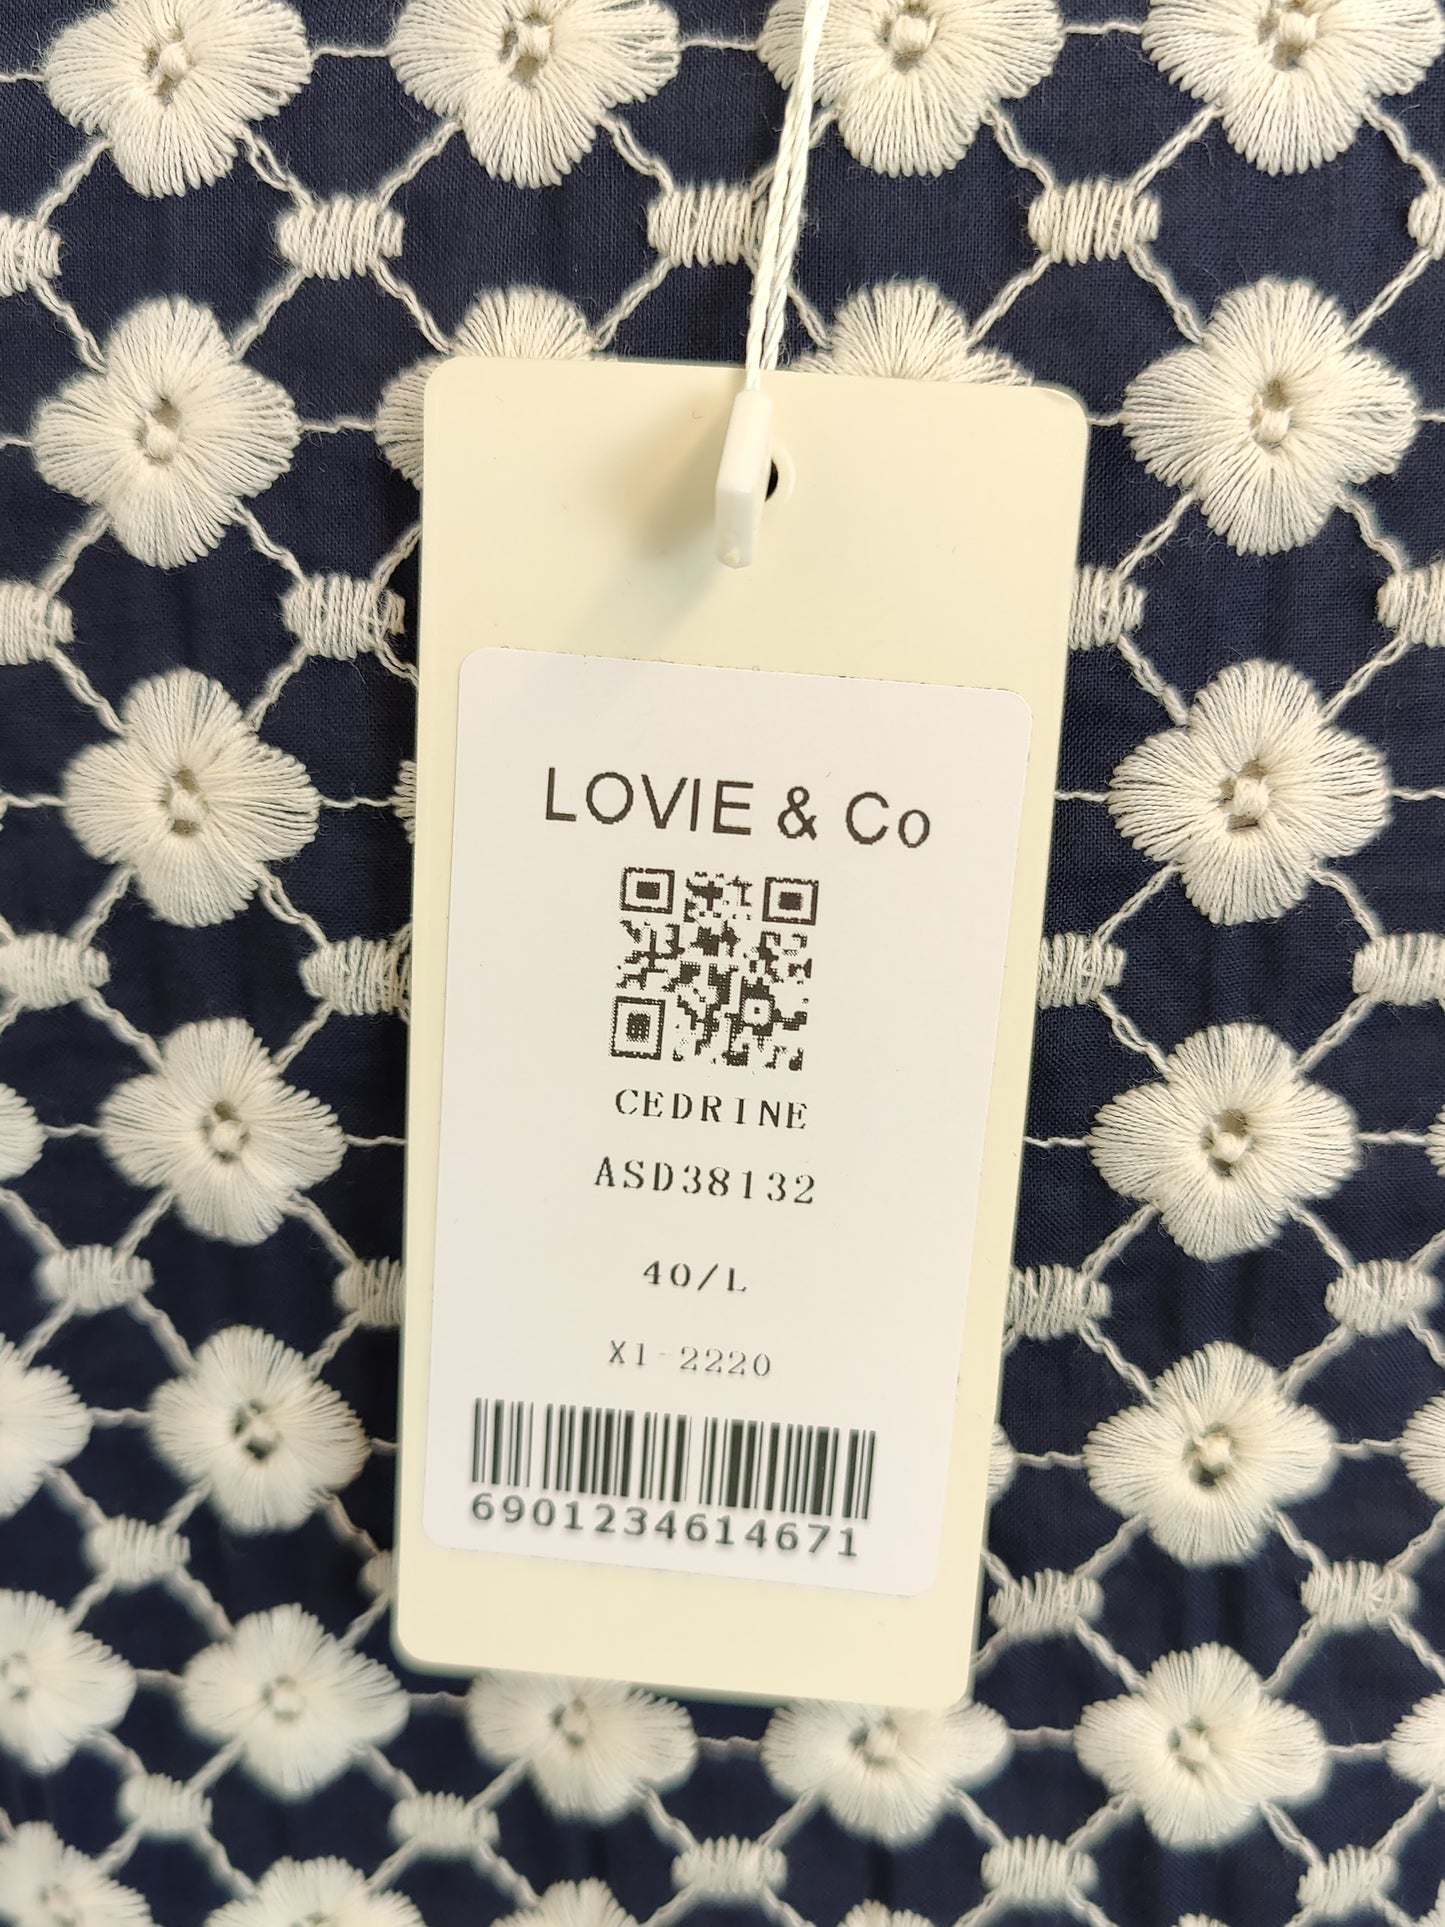 LOVIE & Co
CEDRINE
ASD38132
40/L
X1-2220
6901234614671